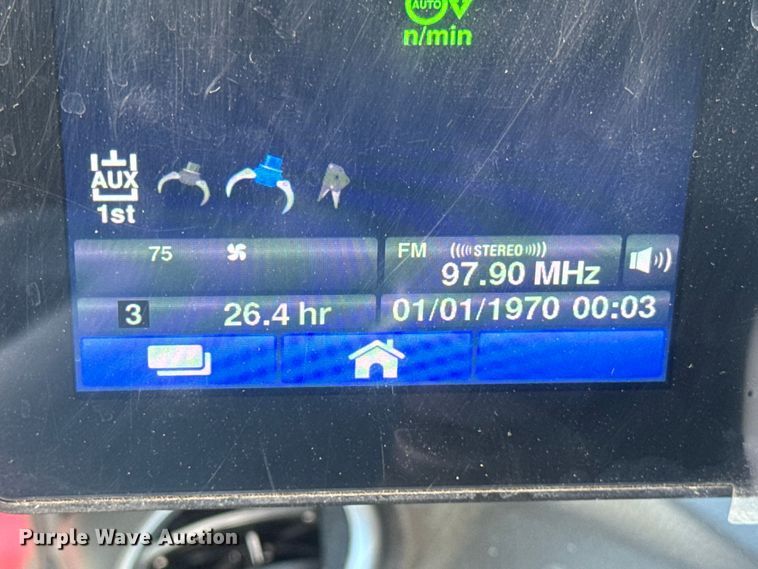 AUTO
n/min
AUX
1st
75
FM ((((STEREO))))
97.90 MHz
3 26.4 hr
01/01/1970 00:03
Purple Wave Auction